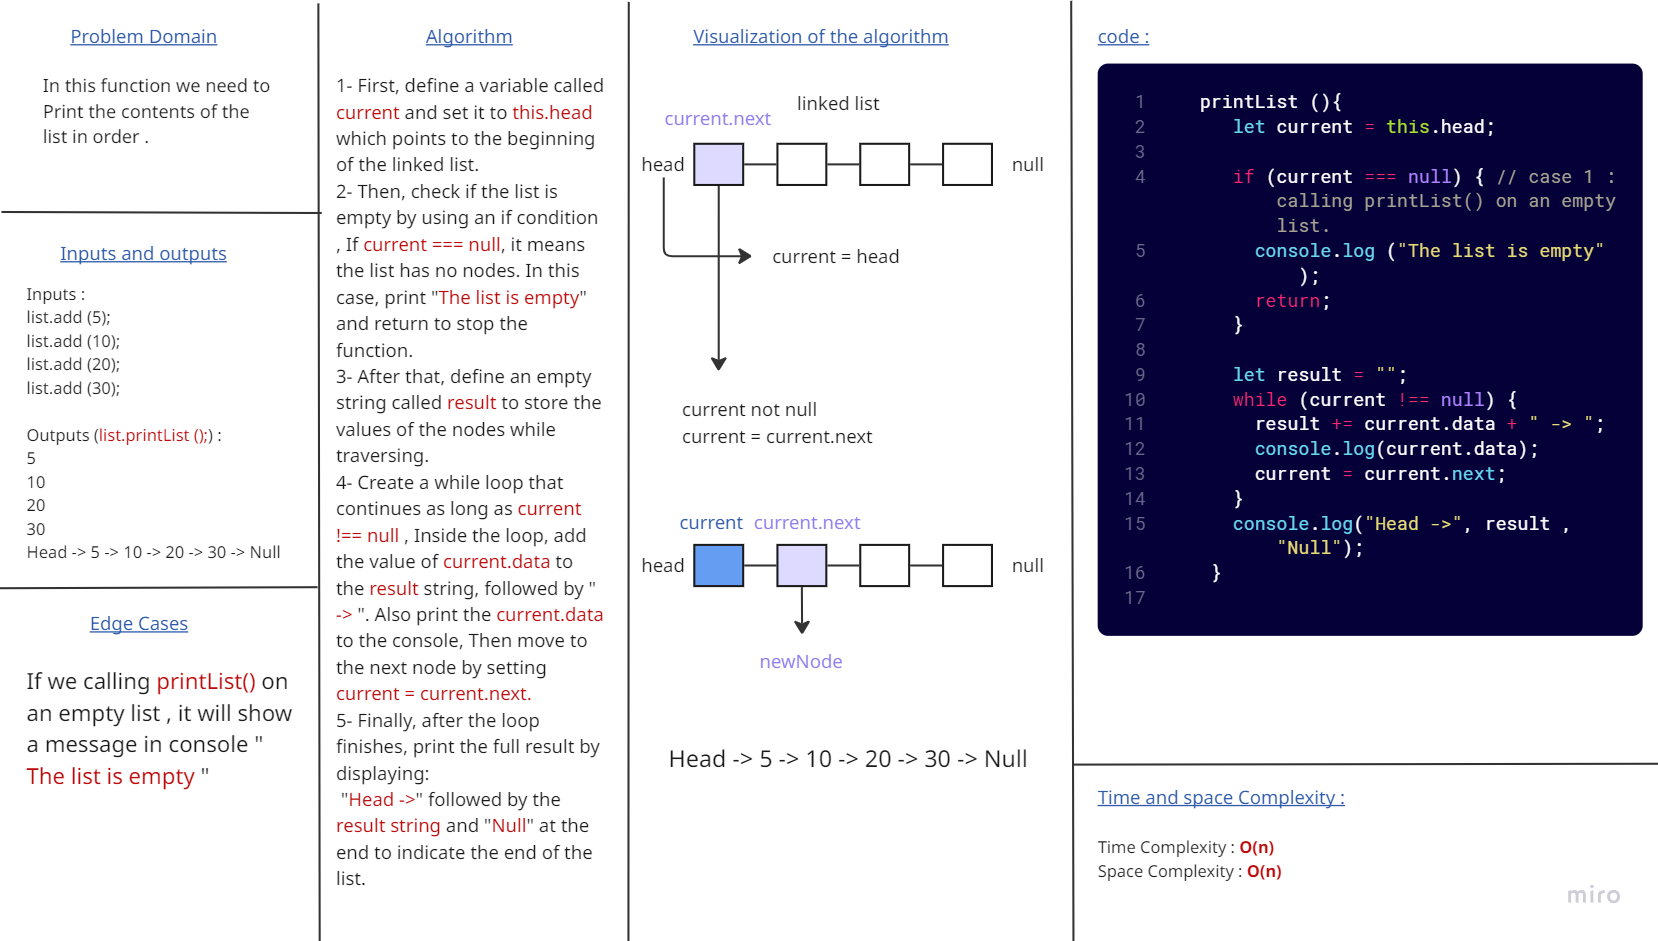 Problem Domain
In this function we need to
Print the contents of the
list in order .
Inputs and outputs
Inputs :
list.add (5);
list.add (10);
list.add (20);
list.add (30);
Outputs (list.printList ();) :
5
10
20
30
Head -> 5 -> 10 -> 20 -> 30 -> Null
Edge Cases
If we calling printList() on
an empty list , it will show
a message in console "
The list is empty "
Algorithm
1- First, define a variable called
current and set it to this.head
which points to the beginning
of the linked list.
2- Then, check if the list is
empty by using an if condition
, If current === null, it means
the list has no nodes. In this
case, print "The list is empty"
and return to stop the
function.
3- After that, define an empty
string called result to store the
values of the nodes while
traversing.
4- Create a while loop that
continues as long as current
!== null , Inside the loop, add
the value of current.data to
the result string, followed by "
-> ". Also print the current.data
to the console, Then move to
the next node by setting
current = current.next.
5- Finally, after the loop
finishes, print the full result by
displaying:
"Head ->" followed by the
result string and "Null" at the
end to indicate the end of the
list.
Visualization of the algorithm
linked list
current.next
head
null
current = head
current not null
current = current.next
current current.next
head
null
newNode
Head -> 5 -> 10 -> 20 -> 30 -> Null
code :
1 printList (){
2 let current = this.head;
3
4 if (current === null) { // case 1 :
calling printList() on an empty
list.
5 console.log ("The list is empty"
);
6 return;
7 }
8
9 let result = "";
10 while (current !== null) {
11 result += current.data + " -> ";
12 console.log(current.data);
13 current = current.next;
14 }
15 console.log("Head ->", result ,
"Null");
16 }
17
Time and space Complexity :
Time Complexity : O(n)
Space Complexity : O(n)
miro